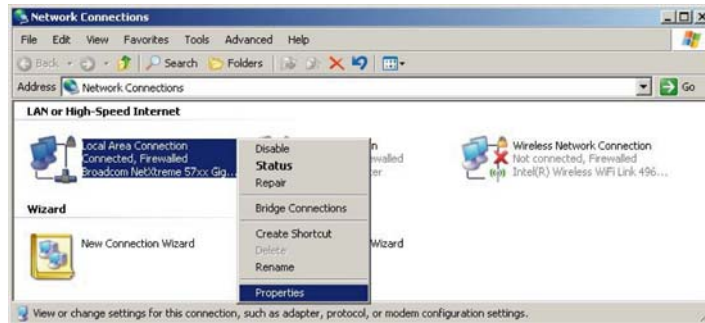 Network Connections
File Edit View Favorites Tools Advanced Help
Back Search Folders
Address Network Connections Go
LAN or High-Speed Internet
Local Area Connection
Connected, Firewalled
Broadcom NetXtreme 57xx Gig...
Disable
Status
Repair
Bridge Connections
Create Shortcut
Delete
Rename
Properties
Wireless Network Connection
Not connected, Firewalled
Intel(R) Wireless WiFi Link 496...
Wizard
New Connection Wizard
Wizard
View or change settings for this connection, such as adapter, protocol, or modem configuration settings.